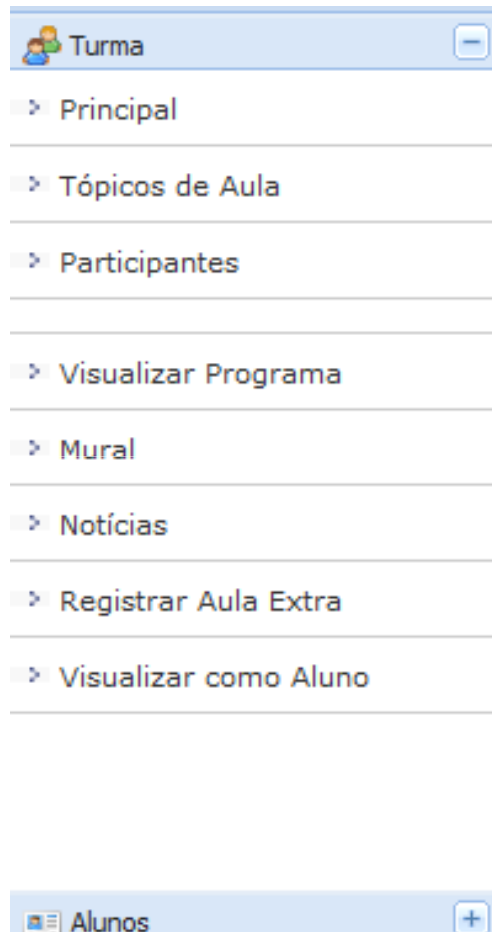 Turma
Principal
Tópicos de Aula
Participantes
Visualizar Programa
Mural
Notícias
Registrar Aula Extra
Visualizar como Aluno
Alunos